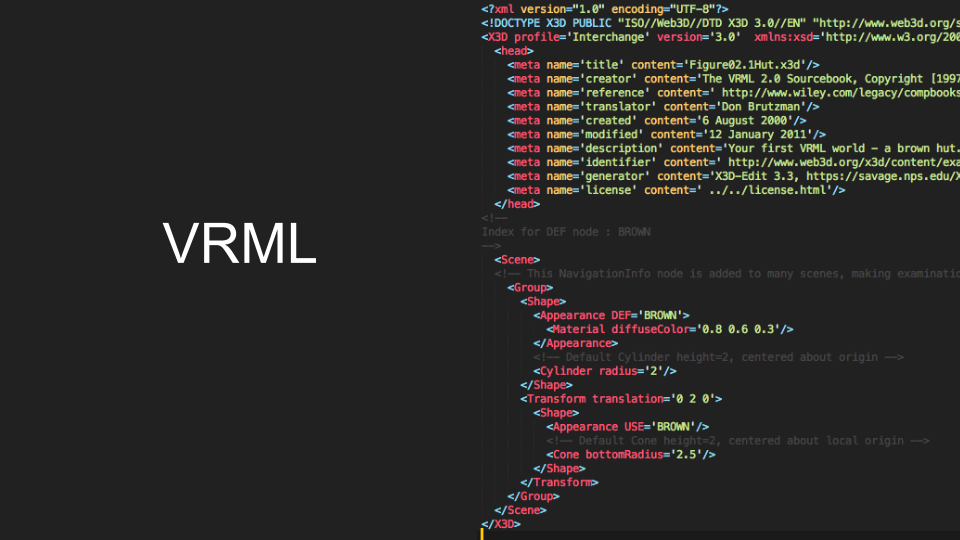 VRML
<?xml version="1.0" encoding="UTF-8"?>
<!DOCTYPE X3D PUBLIC "ISO//Web3D//DTD X3D 3.0//EN" "http://www.web3d.org/s
<X3D profile='Interchange' version='3.0'  xmlns:xsd='http://www.w3.org/200
  <head>
    <meta name='title' content='Figure02.1Hut.x3d'/>
    <meta name='creator' content='The VRML 2.0 Sourcebook, Copyright [1997
    <meta name='reference' content=' http://www.wiley.com/legacy/compbooks
    <meta name='translator' content='Don Brutzman'/>
    <meta name='created' content='6 August 2000'/>
    <meta name='modified' content='12 January 2011'/>
    <meta name='description' content='Your first VRML world - a brown hut.
    <meta name='identifier' content=' http://www.web3d.org/x3d/content/exa
    <meta name='generator' content='X3D-Edit 3.3, https://savage.nps.edu/X
    <meta name='license' content=' ../../license.html'/>
  </head>
<!--
Index for DEF node : BROWN
-->
  <Scene>
  <!-- This NavigationInfo node is added to many scenes, making examinatio
    <Group>
      <Shape>
        <Appearance DEF='BROWN'>
          <Material diffuseColor='0.8 0.6 0.3'/>
        </Appearance>
        <!-- Default Cylinder height=2, centered about origin -->
        <Cylinder radius='2'/>
      </Shape>
      <Transform translation='0 2 0'>
        <Shape>
          <Appearance USE='BROWN'/>
          <!-- Default Cone height=2, centered about local origin -->
          <Cone bottomRadius='2.5'/>
        </Shape>
      </Transform>
    </Group>
  </Scene>
</X3D>